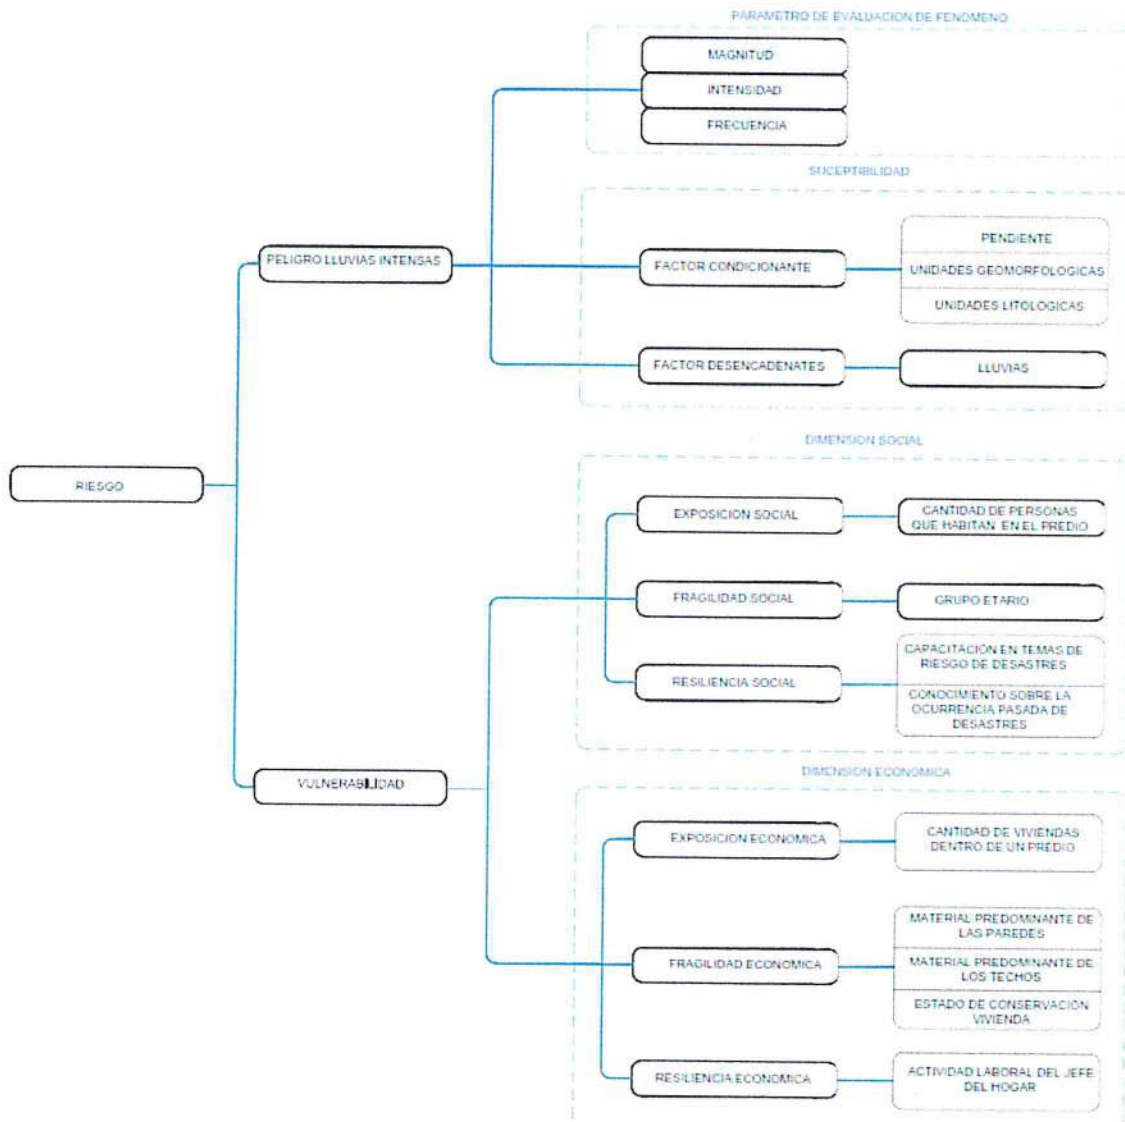 PARAMETRO DE EVALUACION DE FENOMENO
MAGNITUD
INTENSIDAD
FRECUENCIA
SUCEPTIBILIDAD
PELIGRO LLUVIAS INTENSAS
FACTOR CONDICIONANTE
PENDIENTE
UNIDADES GEOMORFOLOGICAS
UNIDADES LITOLOGICAS
FACTOR DESENCADENATES
LLUVIAS
RIESGO
DIMENSION SOCIAL
EXPOSICION SOCIAL
CANTIDAD DE PERSONAS
QUE HABITAN EN EL PREDIO
FRAGILIDAD SOCIAL
GRUPO ETARIO
RESILIENCIA SOCIAL
CAPACITACION EN TEMAS DE
RIESGO DE DESASTRES
CONOCIMIENTO SOBRE LA
OCURRENCIA PASADA DE
DESASTRES
VULNERABILIDAD
DIMENSION ECONOMICA
EXPOSICION ECONOMICA
CANTIDAD DE VIVIENDAS
DENTRO DE UN PREDIO
FRAGILIDAD ECONOMICA
MATERIAL PREDOMINANTE DE
LAS PAREDES
MATERIAL PREDOMINANTE DE
LOS TECHOS
ESTADO DE CONSERVACION
VIVIENDA
RESILIENCIA ECONOMICA
ACTIVIDAD LABORAL DEL JEFE
DEL HOGAR